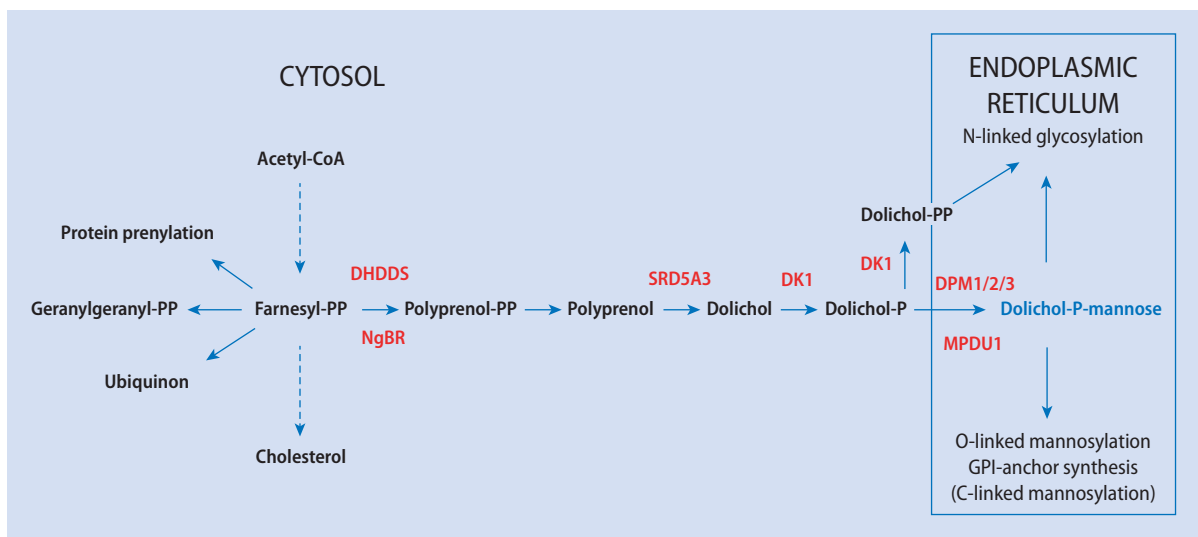 CYTOSOL
ENDOPLASMIC
RETICULUM
N-linked glycosylation
Acetyl-CoA
Dolichol-PP
Protein prenylation
DHDDS
SRD5A3
DK1
DK1
DPM1/2/3
Geranylgeranyl-PP
Farnesyl-PP
Polyprenol-PP
Polyprenol
Dolichol
Dolichol-P
Dolichol-P-mannose
NgBR
MPDU1
Ubiquinon
Cholesterol
O-linked mannosylation
GPI-anchor synthesis
(C-linked mannosylation)